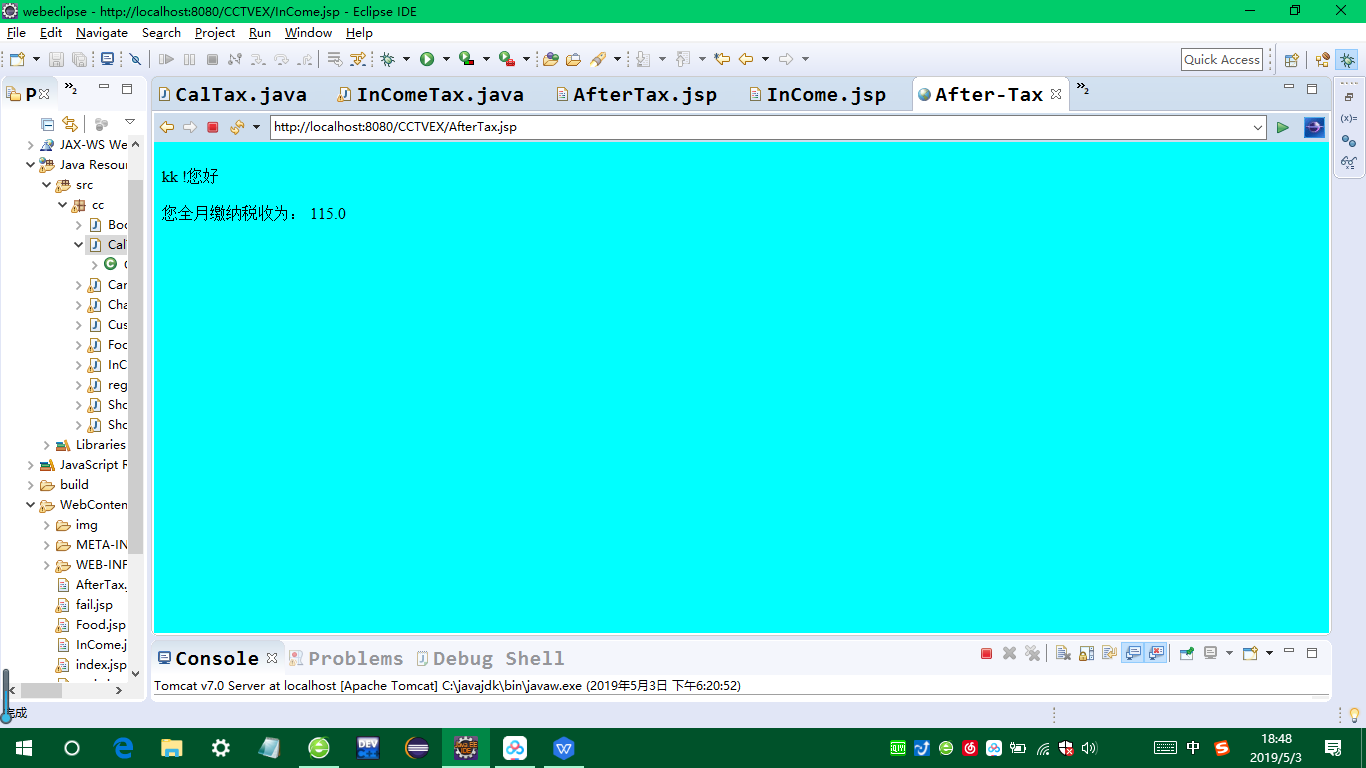 webeclipse - http://localhost:8080/CCTVEX/InCome.jsp - Eclipse IDE
File Edit Navigate Search Project Run Window Help
Quick Access
P
CalTax.java InComeTax.java AfterTax.jsp InCome.jsp After-Tax
http://localhost:8080/CCTVEX/AfterTax.jsp
(x)=
JAX-WS We
Java Resou
src
cc
Boo
Cal
Car
Cha
Cus
Foo
InC
reg
Sho
Sho
Libraries
JavaScript R
build
WebConten
img
META-IN
WEB-INF
AfterTax.
fail.jsp
Food.jsp
InCome.j
index.jsp
kk !您好
您全月缴纳税收为： 115.0
Console Problems Debug Shell
Tomcat v7.0 Server at localhost [Apache Tomcat] C:\javajdk\bin\javaw.exe (2019年5月3日 下午6:20:52)
完成
DEV
中
18:48
2019/5/3